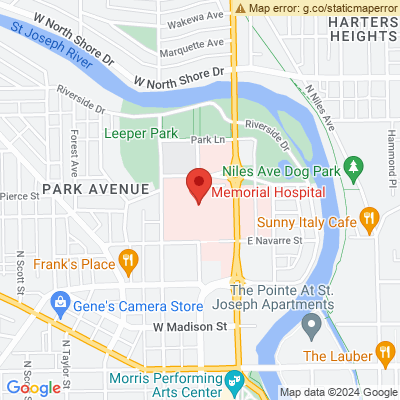 Map error: g.co/staticmaperror
Wakewa Ave
HARTERS
HEIGHTS
W North Shore Dr
Marquette Ave
St Joseph River
W North Shore Dr
N Niles Ave
Riverside Dr
Leeper Park
Park Ln
Riverside Dr
Forest Ave
Hammond Pl
Niles Ave Dog Park
PARK AVENUE
Memorial Hospital
Pierce St
Sunny Italy Cafe
E Navarre St
Frank's Place
N Scott St
The Pointe At St.
Joseph Apartments
Gene's Camera Store
W Madison St
N Taylor St
The Lauber
Morris Performing
Arts Center
Google
Map data ©2024 Google